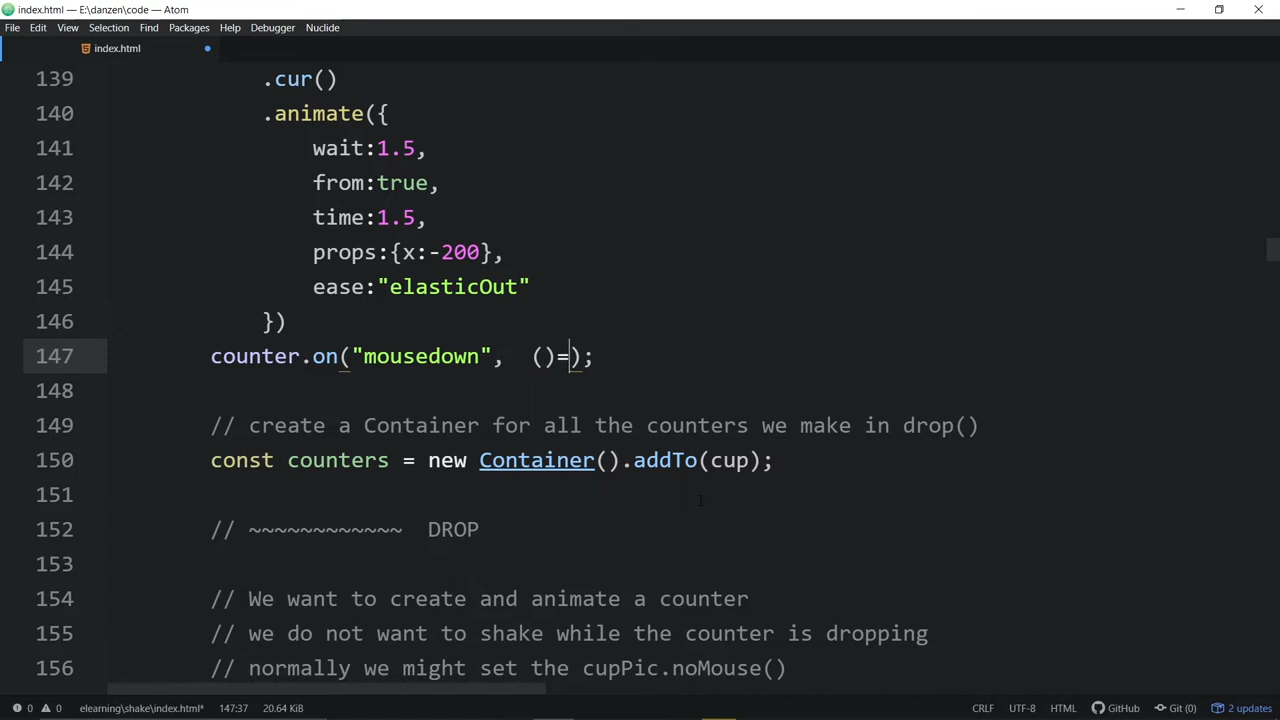 index.html — E:\danzen\code — Atom
File Edit View Selection Find Packages Help Debugger Nuclide
index.html
139 .cur()
140 .animate({
141 wait:1.5,
142 from:true,
143 time:1.5,
144 props:{x:-200},
145 ease:"elasticOut"
146 })
147 counter.on("mousedown",  ()=);
148
149 // create a Container for all the counters we make in drop()
150 const counters = new Container().addTo(cup);
151
152 // ~~~~~~~~~~~~  DROP
153
154 // We want to create and animate a counter
155 // we do not want to shake while the counter is dropping
156 // normally we might set the cupPic.noMouse()
0 0 elearning\shake\index.html* 147:37 20.64 KiB CRLF UTF-8 HTML GitHub Git (0) 2 updates